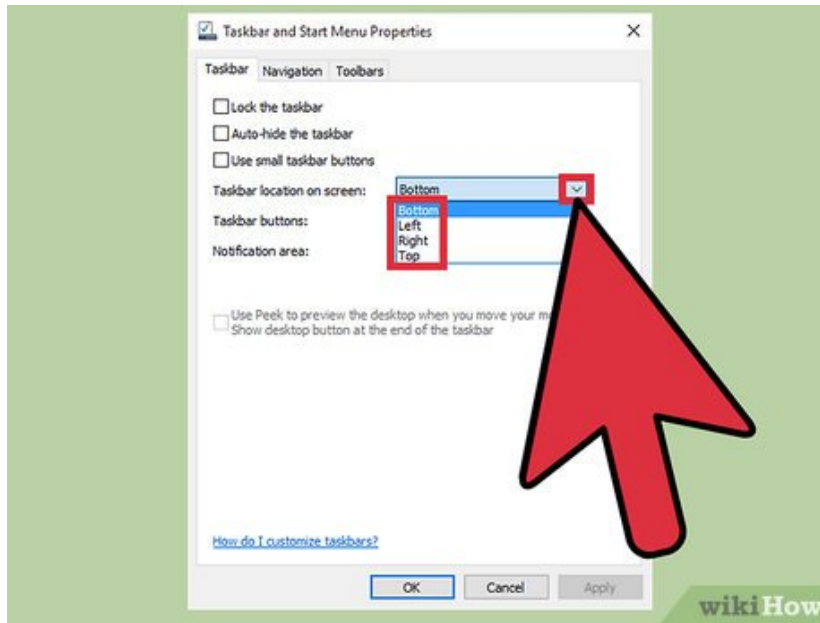 Taskbar and Start Menu Properties
Taskbar Navigation Toolbars
Lock the taskbar
Auto-hide the taskbar
Use small taskbar buttons
Taskbar location on screen: Bottom
Bottom
Taskbar buttons:
Left
Right
Notification area:
Top
Use Peek to preview the desktop when you move your
Show desktop button at the end of the taskbar
How do I customize taskbars?
OK Cancel Apply
wikiHow